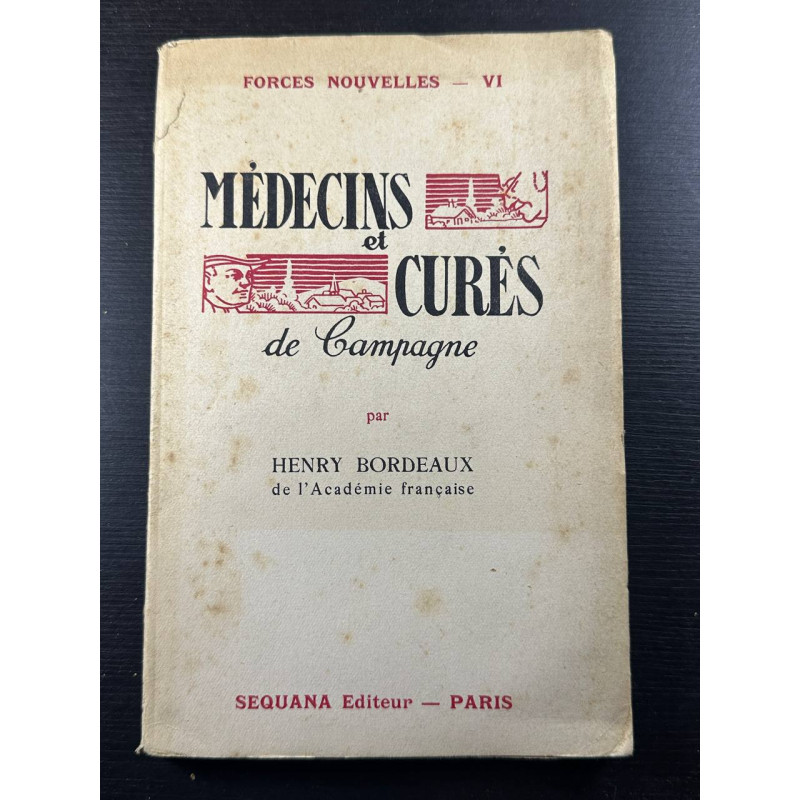 FORCES NOUVELLES — VI
MÉDECINS
et
CURÉS
de Campagne
par
HENRY BORDEAUX
de l'Académie française
SEQUANA Editeur — PARIS